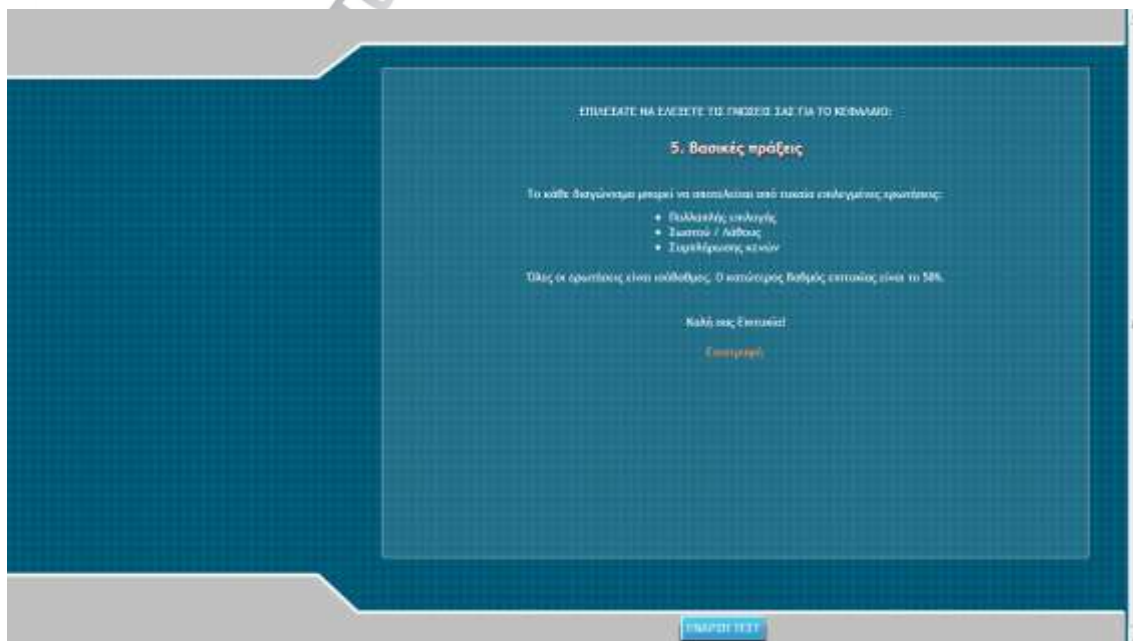 ΕΠΙΛΕΞΑΤΕ ΝΑ ΕΛΕΞΕΤΕ ΤΙΣ ΓΝΩΣΕΙΣ ΣΑΣ ΓΙΑ ΤΟ ΚΕΦΑΛΑΙΟ:
5. Βασικές πράξεις
Το κάθε διαγώνισμα μπορεί να αποτελείται από τυχαία επιλεγμένες ερωτήσεις:
• Πολλαπλής επιλογής
• Σωστού / Λάθους
• Συμπλήρωσης κενών
Όλες οι ερωτήσεις είναι ισόβαθμες. Ο κατώτερος βαθμός επιτυχίας είναι το 50%.
Καλή σας Επιτυχία!
Επιστροφή
ΕΝΑΡΞΗ ΤΕΣΤ